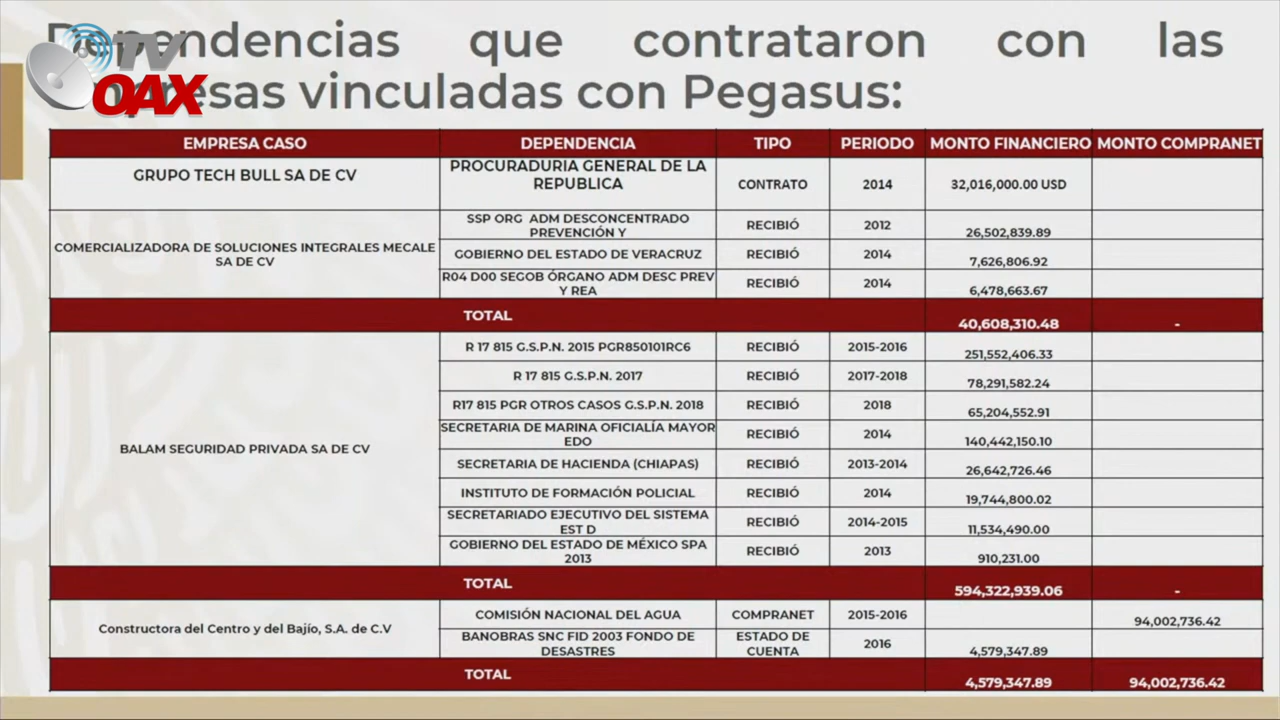 Dependencias que contrataron con las
mpresas vinculadas con Pegasus:
TV
OAX
EMPRESA CASO DEPENDENCIA TIPO PERIODO MONTO FINANCIERO MONTO COMPRANET
GRUPO TECH BULL SA DE CV PROCURADURIA GENERAL DE LA
REPUBLICA CONTRATO 2014 32,016,000.00 USD
COMERCIALIZADORA DE SOLUCIONES INTEGRALES MECALE
SA DE CV
SSP ORG ADM DESCONCENTRADO
PREVENCIÓN Y RECIBIÓ 2012 26,502,839.89
GOBIERNO DEL ESTADO DE VERACRUZ RECIBIÓ 2014 7,626,806.92
R04 D00 SEGOB ÓRGANO ADM DESC PREV
Y REA RECIBIÓ 2014 6,478,663.67
TOTAL 40,608,310.48 -
BALAM SEGURIDAD PRIVADA SA DE CV
R 17 815 G.S.P.N. 2015 PGR850101RC6 RECIBIÓ 2015-2016 251,552,406.33
R 17 815 G.S.P.N. 2017 RECIBIÓ 2017-2018 78,291,582.24
R17 815 PGR OTROS CASOS G.S.P.N. 2018 RECIBIÓ 2018 65,204,552.91
SECRETARIA DE MARINA OFICIALÍA MAYOR
EDO RECIBIÓ 2014 140,442,150.10
SECRETARIA DE HACIENDA (CHIAPAS) RECIBIÓ 2013-2014 26,642,726.46
INSTITUTO DE FORMACIÓN POLICIAL RECIBIÓ 2014 19,744,800.02
SECRETARIADO EJECUTIVO DEL SISTEMA
EST D RECIBIÓ 2014-2015 11,534,490.00
GOBIERNO DEL ESTADO DE MÉXICO SPA
2013 RECIBIÓ 2013 910,231.00
TOTAL 594,322,939.06 -
Constructora del Centro y del Bajío, S.A. de C.V
COMISIÓN NACIONAL DEL AGUA COMPRANET 2015-2016 94,002,736.42
BANOBRAS SNC FID 2003 FONDO DE
DESASTRES ESTADO DE
CUENTA 2016 4,579,347.89
TOTAL 4,579,347.89 94,002,736.42